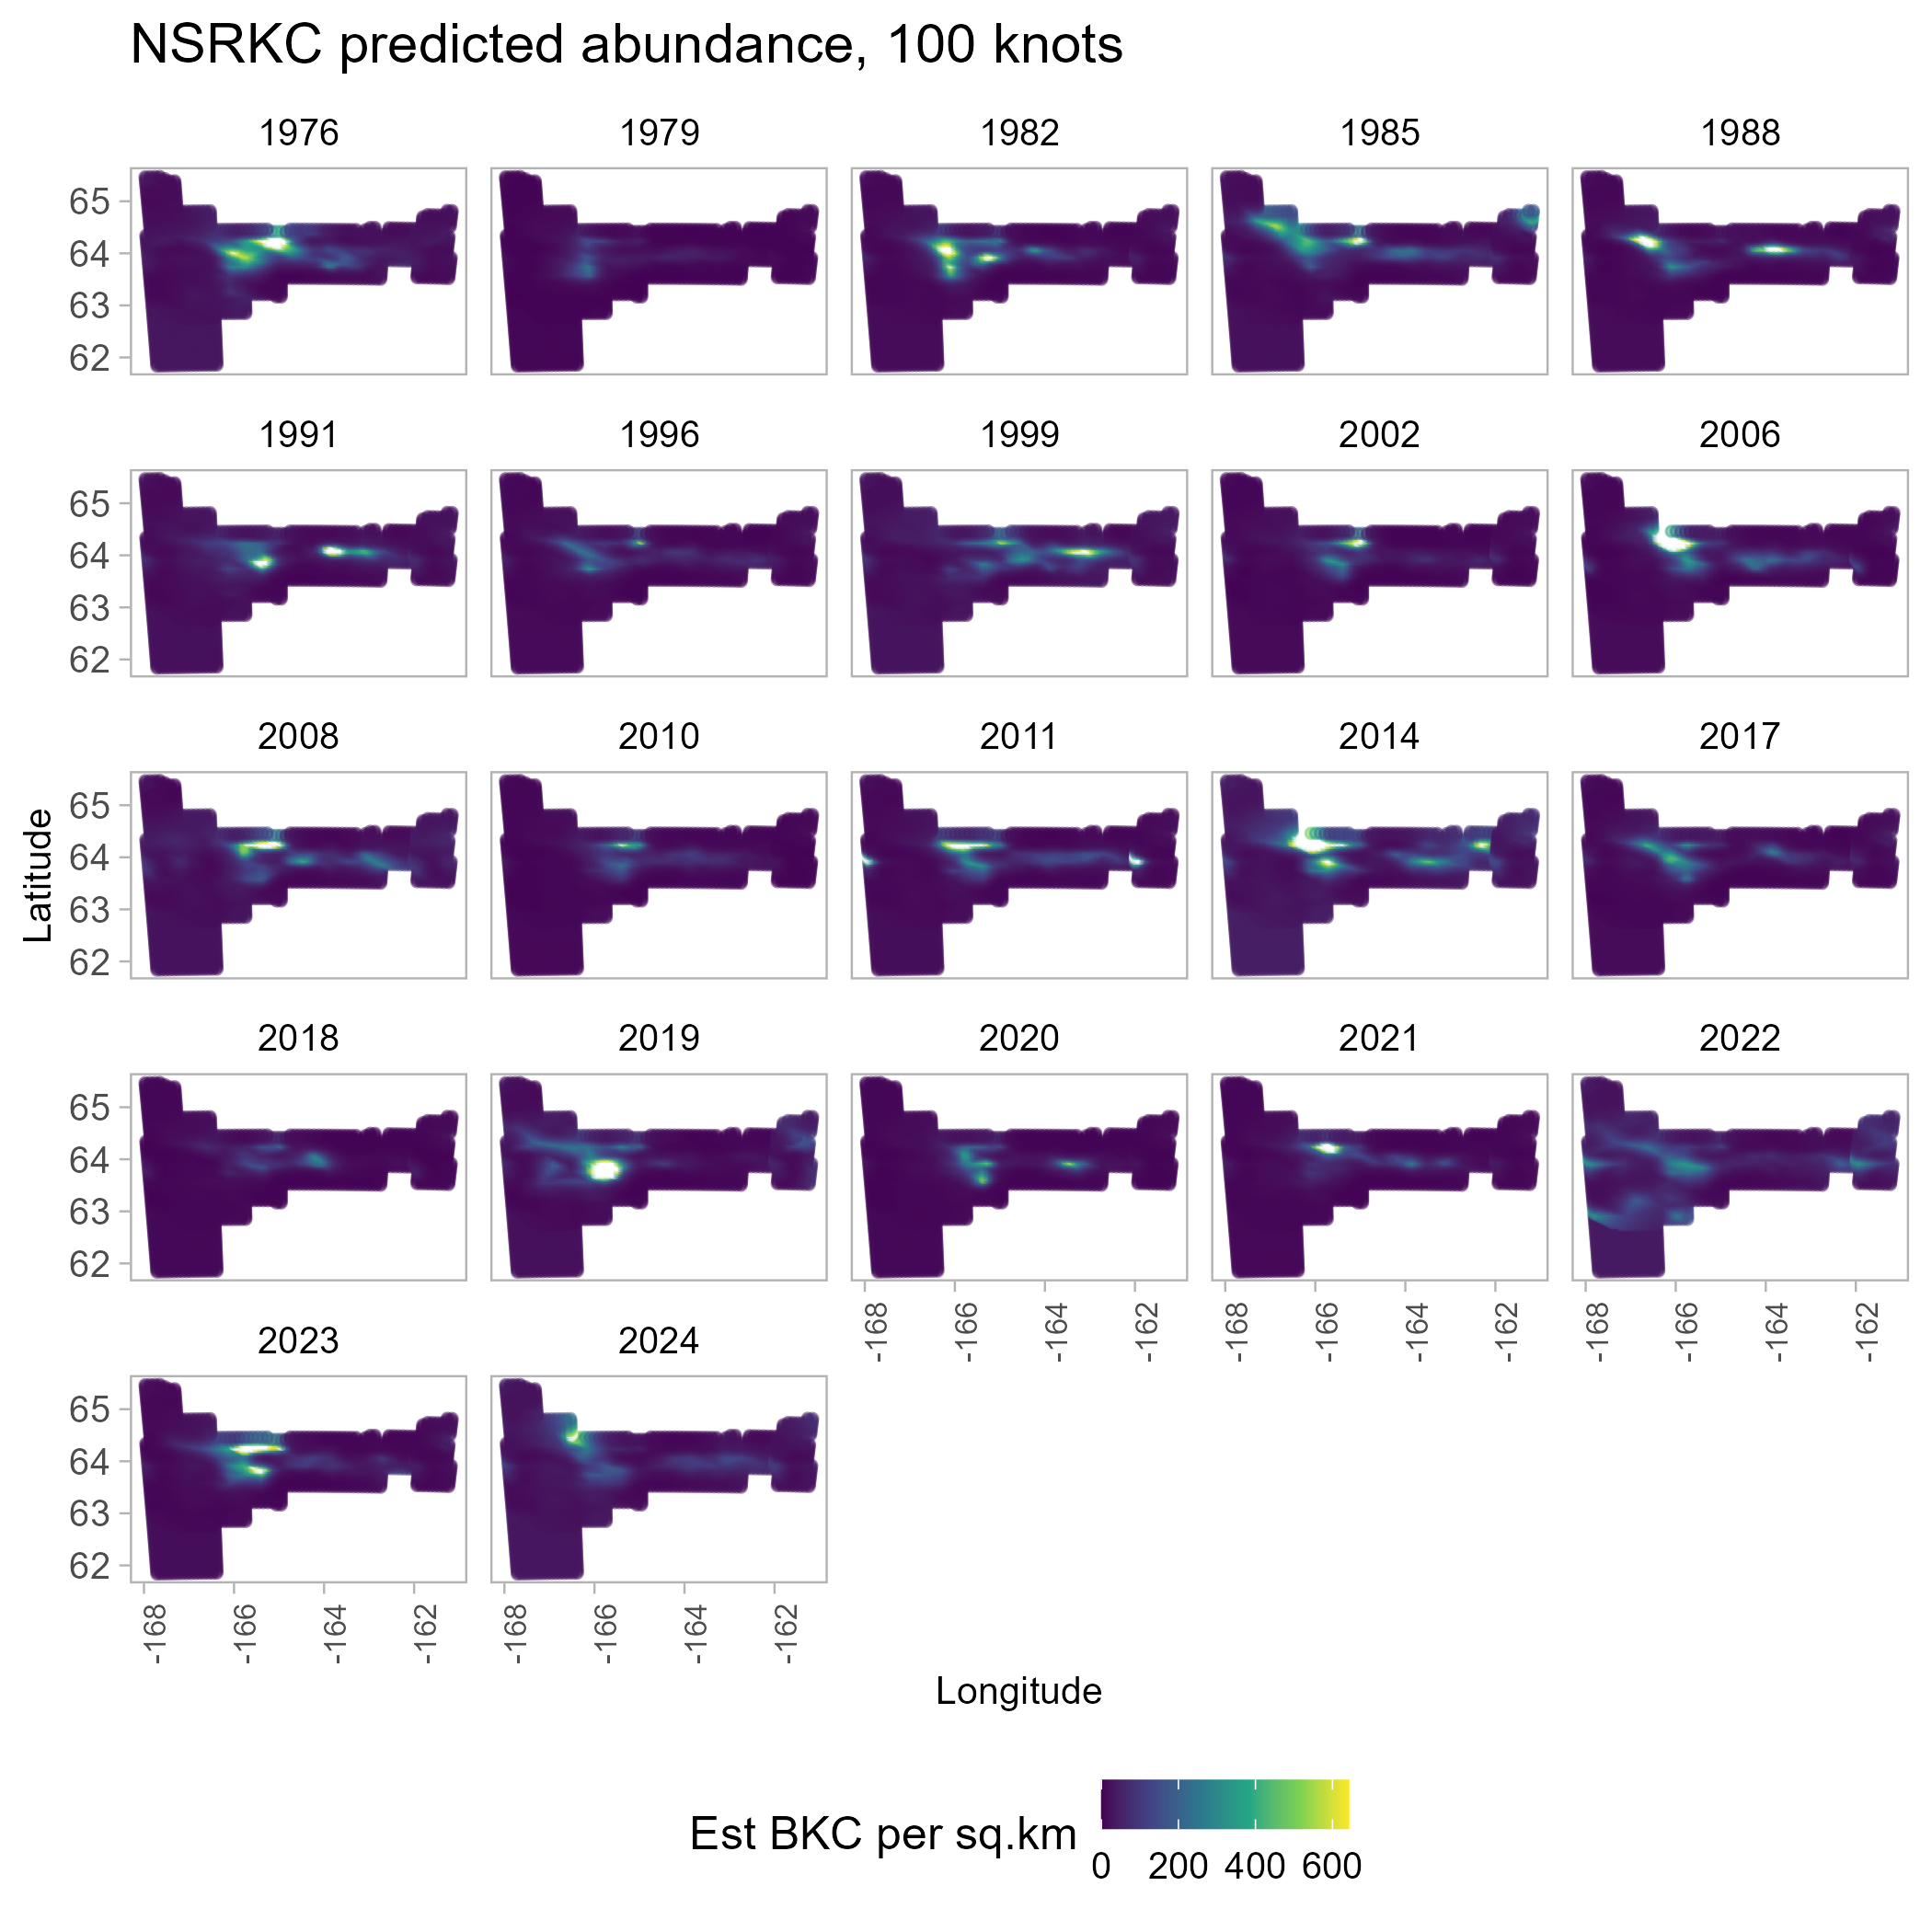 NSRKC predicted abundance, 100 knots
1976 1979 1982 1985 1988
65
64
63
62
1991 1996 1999 2002 2006
65
64
63
62
2008 2010 2011 2014 2017
65
64
63
62
Latitude
2018 2019 2020 2021 2022
65
64
63
62
-168 -166 -164 -162 -168 -166 -164 -162 -168 -166 -164 -162
2023 2024
65
64
63
62
-168 -166 -164 -162 -168 -166 -164 -162
Longitude
Est BKC per sq.km
0 200 400 600